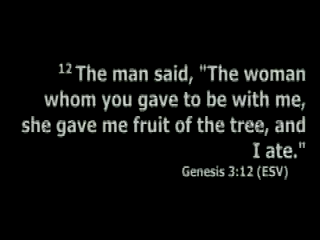 12 The man said, "The woman
whom you gave to be with me,
she gave me fruit of the tree, and
I ate."
Genesis 3:12 (ESV)